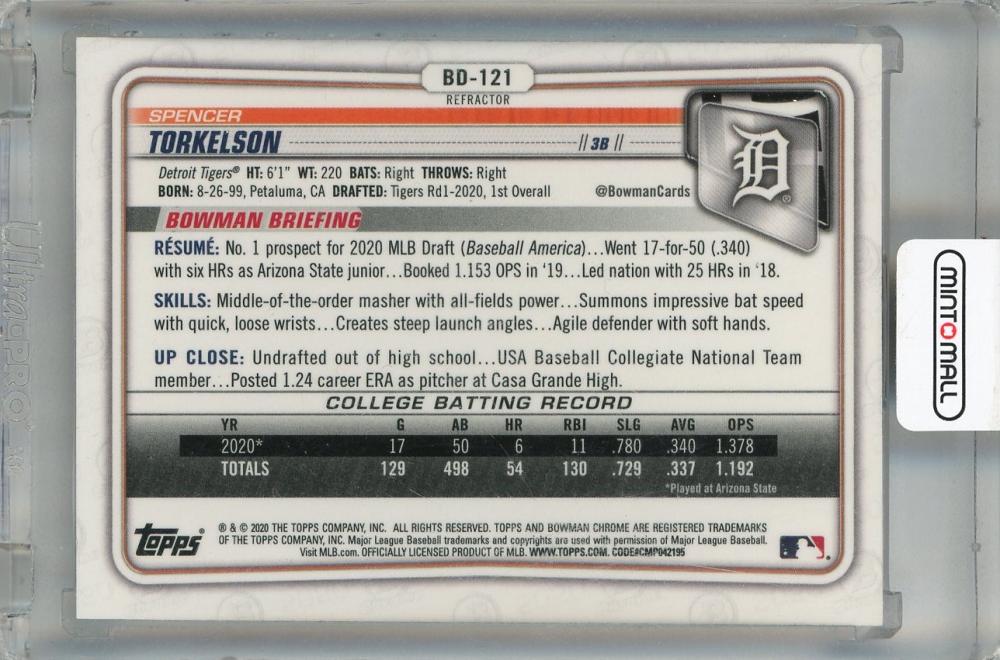 BD-121
REFRACTOR
SPENCER
TORKELSON
// 3B //
Detroit Tigers® HT: 6'1" WT: 220 BATS: Right THROWS: Right
BORN: 8-26-99, Petaluma, CA DRAFTED: Tigers Rd1-2020, 1st Overall
@BowmanCards
D
®
BOWMAN BRIEFING
RÉSUMÉ: No. 1 prospect for 2020 MLB Draft (Baseball America)...Went 17-for-50 (.340)
with six HRs as Arizona State junior...Booked 1.153 OPS in '19...Led nation with 25 HRs in '18.
SKILLS: Middle-of-the-order masher with all-fields power...Summons impressive bat speed
with quick, loose wrists...Creates steep launch angles...Agile defender with soft hands.
UP CLOSE: Undrafted out of high school...USA Baseball Collegiate National Team
member...Posted 1.24 career ERA as pitcher at Casa Grande High.
COLLEGE BATTING RECORD
YR G AB HR RBI SLG AVG OPS
2020* 17 50 6 11 .780 .340 1.378
TOTALS 129 498 54 130 .729 .337 1.192
*Played at Arizona State
Topps®
® & © 2020 THE TOPPS COMPANY, INC. ALL RIGHTS RESERVED. TOPPS AND BOWMAN CHROME ARE REGISTERED TRADEMARKS
OF THE TOPPS COMPANY, INC. Major League Baseball trademarks and copyrights are used with permission of Major League Baseball.
Visit MLB.com. OFFICIALLY LICENSED PRODUCT OF MLB. WWW.TOPPS.COM. CODE#CMP042195
MINTOMALL
Ultra PRO